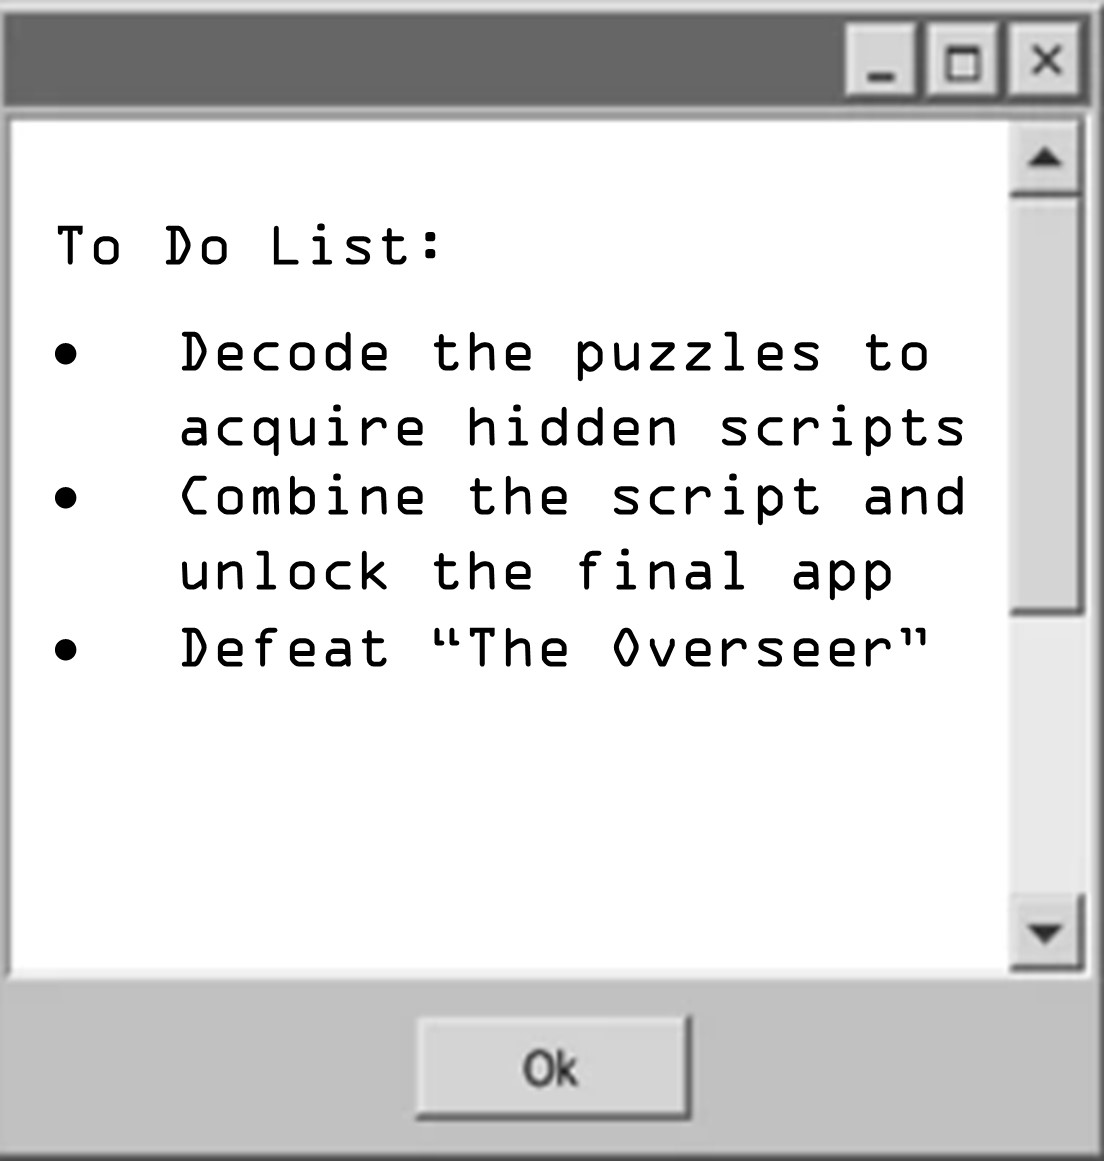 To Do List:
• Decode the puzzles to
acquire hidden scripts
• Combine the script and
unlock the final app
• Defeat “The Overseer”
Ok